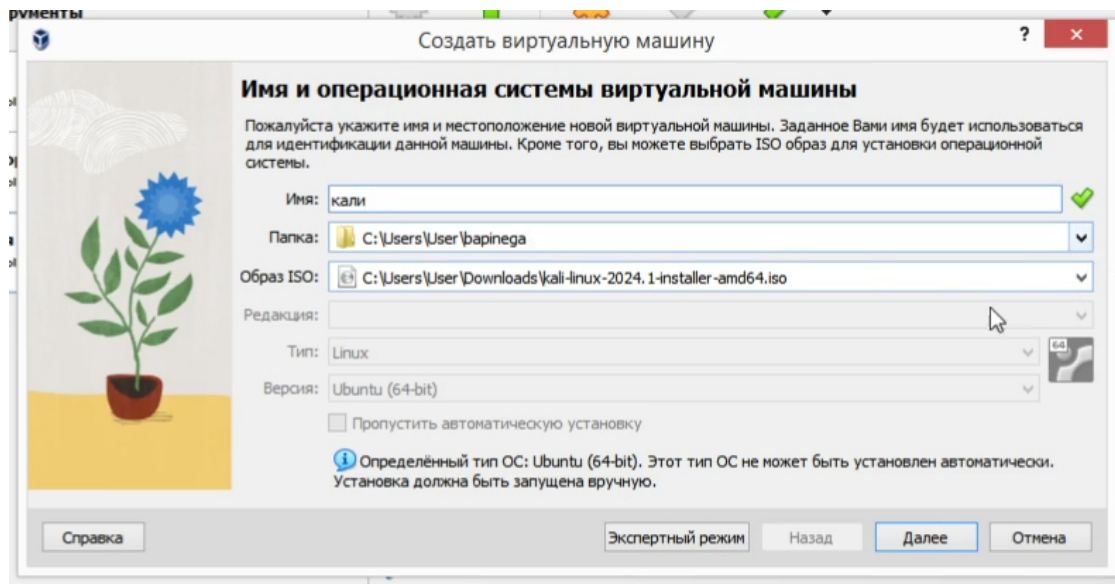 рументы
Создать виртуальную машину
?
Имя и операционная системы виртуальной машины
Пожалуйста укажите имя и местоположение новой виртуальной машины. Заданное Вами имя будет использоваться
для идентификации данной машины. Кроме того, вы можете выбрать ISO образ для установки операционной
системы.
Имя: кали
Папка: C:\Users\User\bapinega
Образ ISO: C:\Users\User\Downloads\kali-linux-2024.1-installer-amd64.iso
Редакция:
Тип: Linux
64
Версия: Ubuntu (64-bit)
Пропустить автоматическую установку
Определённый тип ОС: Ubuntu (64-bit). Этот тип ОС не может быть установлен автоматически.
Установка должна быть запущена вручную.
Справка Экспертный режим Назад Далее Отмена